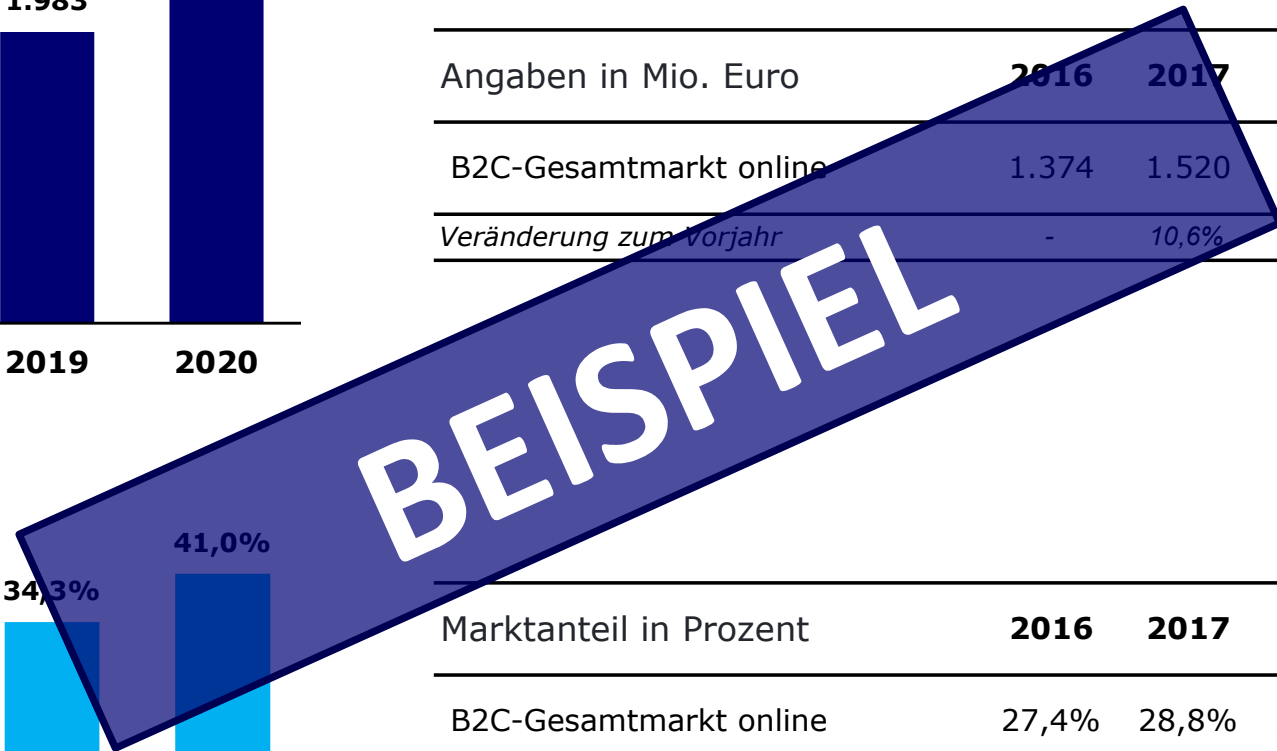 1.983
2019 2020
Angaben in Mio. Euro 2016 2017
B2C-Gesamtmarkt online 1.374 1.520
Veränderung zum Vorjahr - 10,6%
BEISPIEL
41,0%
34,3%
Marktanteil in Prozent 2016 2017
B2C-Gesamtmarkt online 27,4% 28,8%